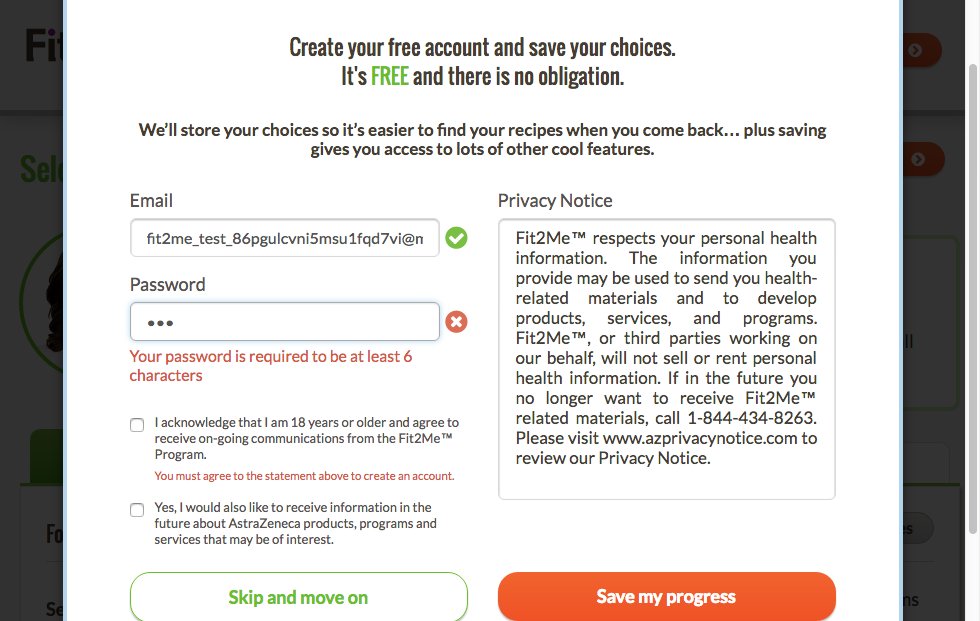 Create your free account and save your choices.
It's FREE and there is no obligation.
We'll store your choices so it's easier to find your recipes when you come back… plus saving
gives you access to lots of other cool features.
Email
fit2me_test_86pgulcvni5msu1fqd7vi@n
Password
•••
Your password is required to be at least 6
characters
I acknowledge that I am 18 years or older and agree to
receive on-going communications from the Fit2Me™
Program.
You must agree to the statement above to create an account.
Yes, I would also like to receive information in the
future about AstraZeneca products, programs and
services that may be of interest.
Skip and move on
Privacy Notice
Fit2Me™ respects your personal health
information. The information you
provide may be used to send you health-
related materials and to develop
products, services, and programs.
Fit2Me™, or third parties working on
our behalf, will not sell or rent personal
health information. If in the future you
no longer want to receive Fit2Me™
related materials, call 1-844-434-8263.
Please visit www.azprivacynotice.com to
review our Privacy Notice.
Save my progress